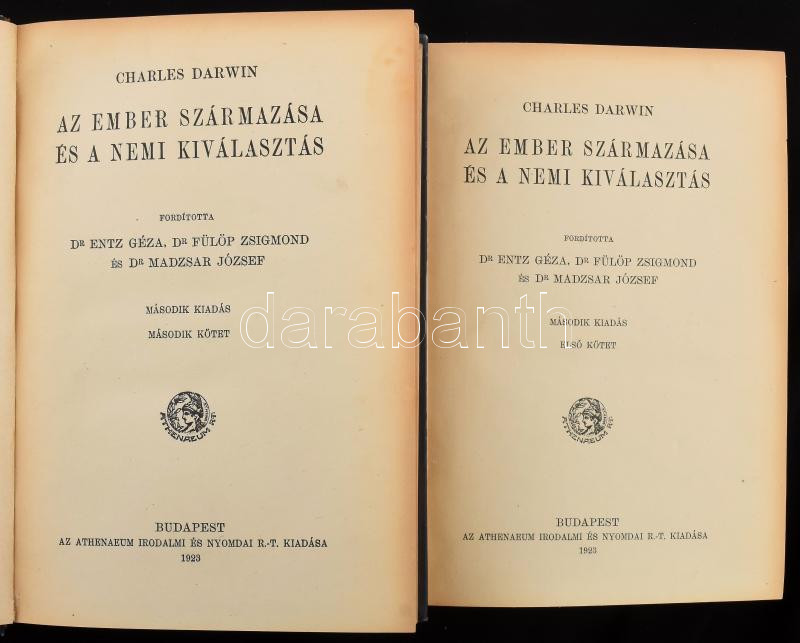 CHARLES DARWIN
AZ EMBER SZÁRMAZÁSA
ÉS A NEMI KIVÁLASZTÁS
FORDÍTOTTA
DR ENTZ GÉZA, DR FÜLÖP ZSIGMOND
ÉS DR MADZSAR JÓZSEF
MÁSODIK KIADÁS
MÁSODIK KÖTET
ATHENAEUM R.T.
BUDAPEST
AZ ATHENAEUM IRODALMI ÉS NYOMDAI R.-T. KIADÁSA
1923
CHARLES DARWIN
AZ EMBER SZÁRMAZÁSA
ÉS A NEMI KIVÁLASZTÁS
FORDÍTOTTA
DR ENTZ GÉZA, DR FÜLÖP ZSIGMOND
ÉS DR MADZSAR JÓZSEF
MÁSODIK KIADÁS
ELSŐ KÖTET
ATHENAEUM R.T.
BUDAPEST
AZ ATHENAEUM IRODALMI ÉS NYOMDAI R.-T. KIADÁSA
1923
darabanth